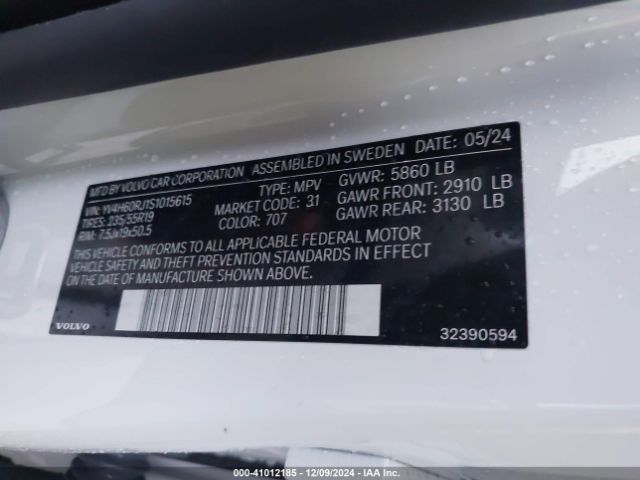 MFD BY VOLVO CAR CORPORATION ASSEMBLED IN SWEDEN DATE: 05/24
VIN: YV4H60RJ1S1015615 TYPE: MPV GVWR: 5860 LB
TIRES: 235/55R19 MARKET CODE: 31 GAWR FRONT: 2910 LB
RIM: 7.5Jx19x50.5 COLOR: 707 GAWR REAR: 3130 LB
THIS VEHICLE CONFORMS TO ALL APPLICABLE FEDERAL MOTOR
VEHICLE SAFETY AND THEFT PREVENTION STANDARDS IN EFFECT
ON THE DATE OF MANUFACTURE SHOWN ABOVE.
VOLVO 32390594
000-41012185 - 12/09/2024 - IAA Inc.